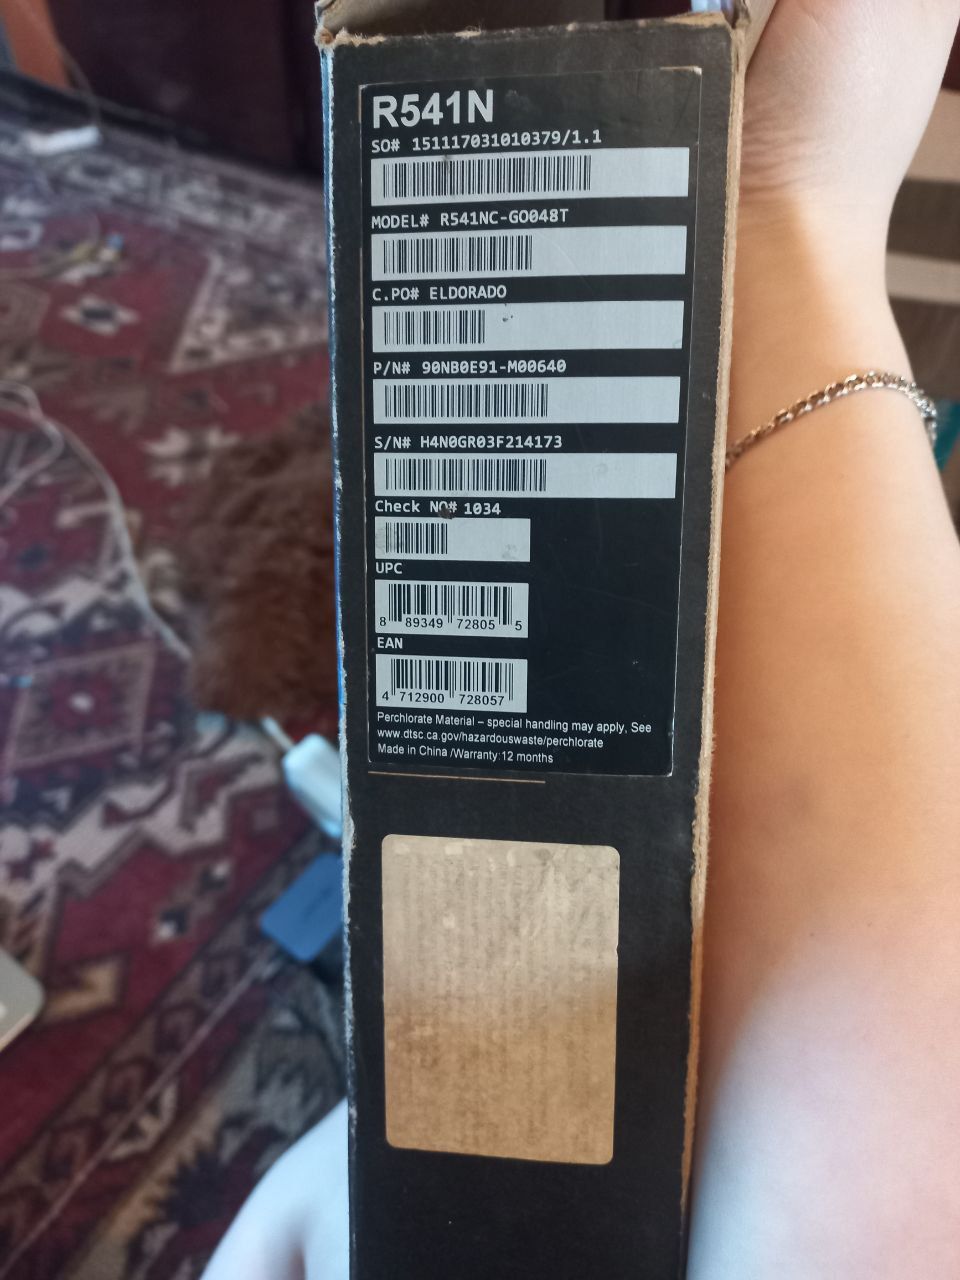 R541N
SO# 151117031010379/1.1
MODEL# R541NC-GO048T
C.PO# ELDORADO
P/N# 90NB0E91-M00640
S/N# H4N0GR03F214173
Check NO# 1034
UPC
8 89349 72805 5
EAN
4 712900 728057
Perchlorate Material – special handling may apply, See
www.dtsc.ca.gov/hazardouswaste/perchlorate
Made in China /Warranty:12 months